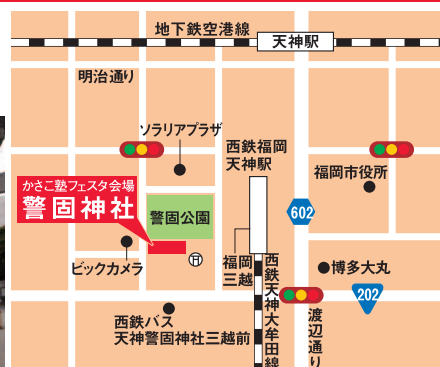 地下鉄空港線
天神駅
明治通り
ソラリアプラザ
西鉄福岡
天神駅
福岡市役所
かさこ塾フェスタ会場
警固神社
警固公園
602
ビックカメラ
福岡
三越
西鉄天神大牟田線
博多大丸
202
渡辺通り
西鉄バス
天神警固神社三越前